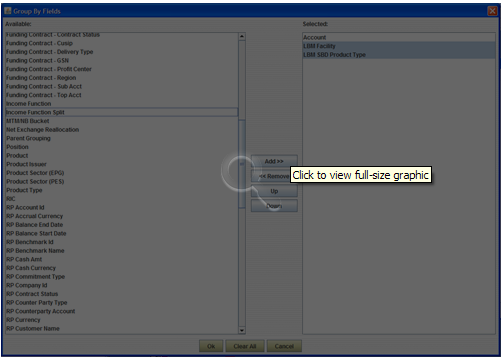 Group By Fields
Available:
Selected:
Funding Contract - Contract Status
Funding Contract - Cusip
Funding Contract - Delivery Type
Funding Contract - GSN
Funding Contract - Profit Center
Funding Contract - Region
Funding Contract - Sub Acct
Funding Contract - Top Acct
Income Function
Income Function Split
MTM/NB Bucket
Net Exchange Reallocation
Parent Grouping
Position
Product
Product Issuer
Product Sector (EPG)
Product Sector (PES)
Product Type
RIC
RP Account Id
RP Accrual Currency
RP Balance End Date
RP Balance Start Date
RP Benchmark Id
RP Benchmark Name
RP Cash Amt
RP Cash Currency
RP Commitment Type
RP Company Id
RP Contract Status
RP Counter Party Type
RP Counterparty Account
RP Currency
RP Customer Name
Add >>
<< Remove
Up
Down
Click to view full-size graphic
Account
LBM Facility
LBM SBD Product Type
Ok
Clear All
Cancel